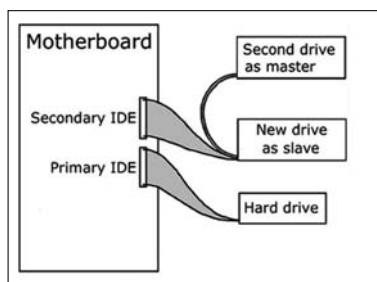 Motherboard
Second drive
as master
Secondary IDE
New drive
as slave
Primary IDE
Hard drive